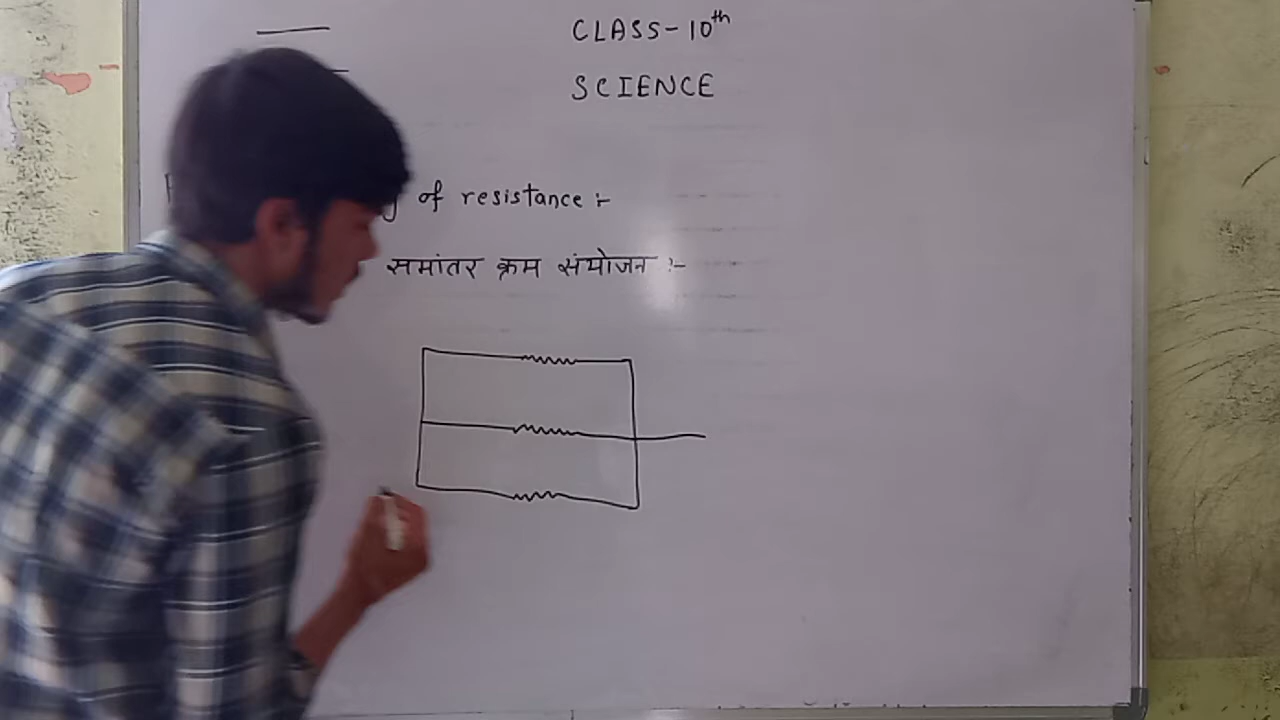 CLASS-10th
SCIENCE
of resistance :-
समांतर क्रम संयोजन :-